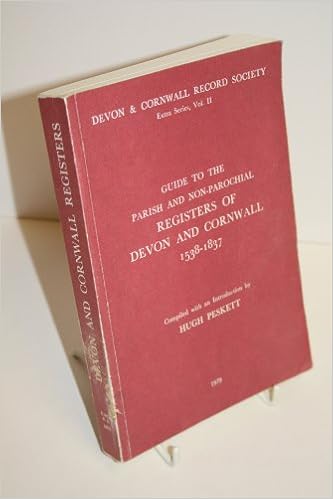 DEVON & CORNWALL RECORD SOCIETY
Extra Series, Vol. II
GUIDE TO THE
PARISH AND NON-PAROCHIAL
REGISTERS OF
DEVON AND CORNWALL
1538-1837
Compiled with an Introduction by
HUGH PESKETT
1979
DEVON AND CORNWALL REGISTERS